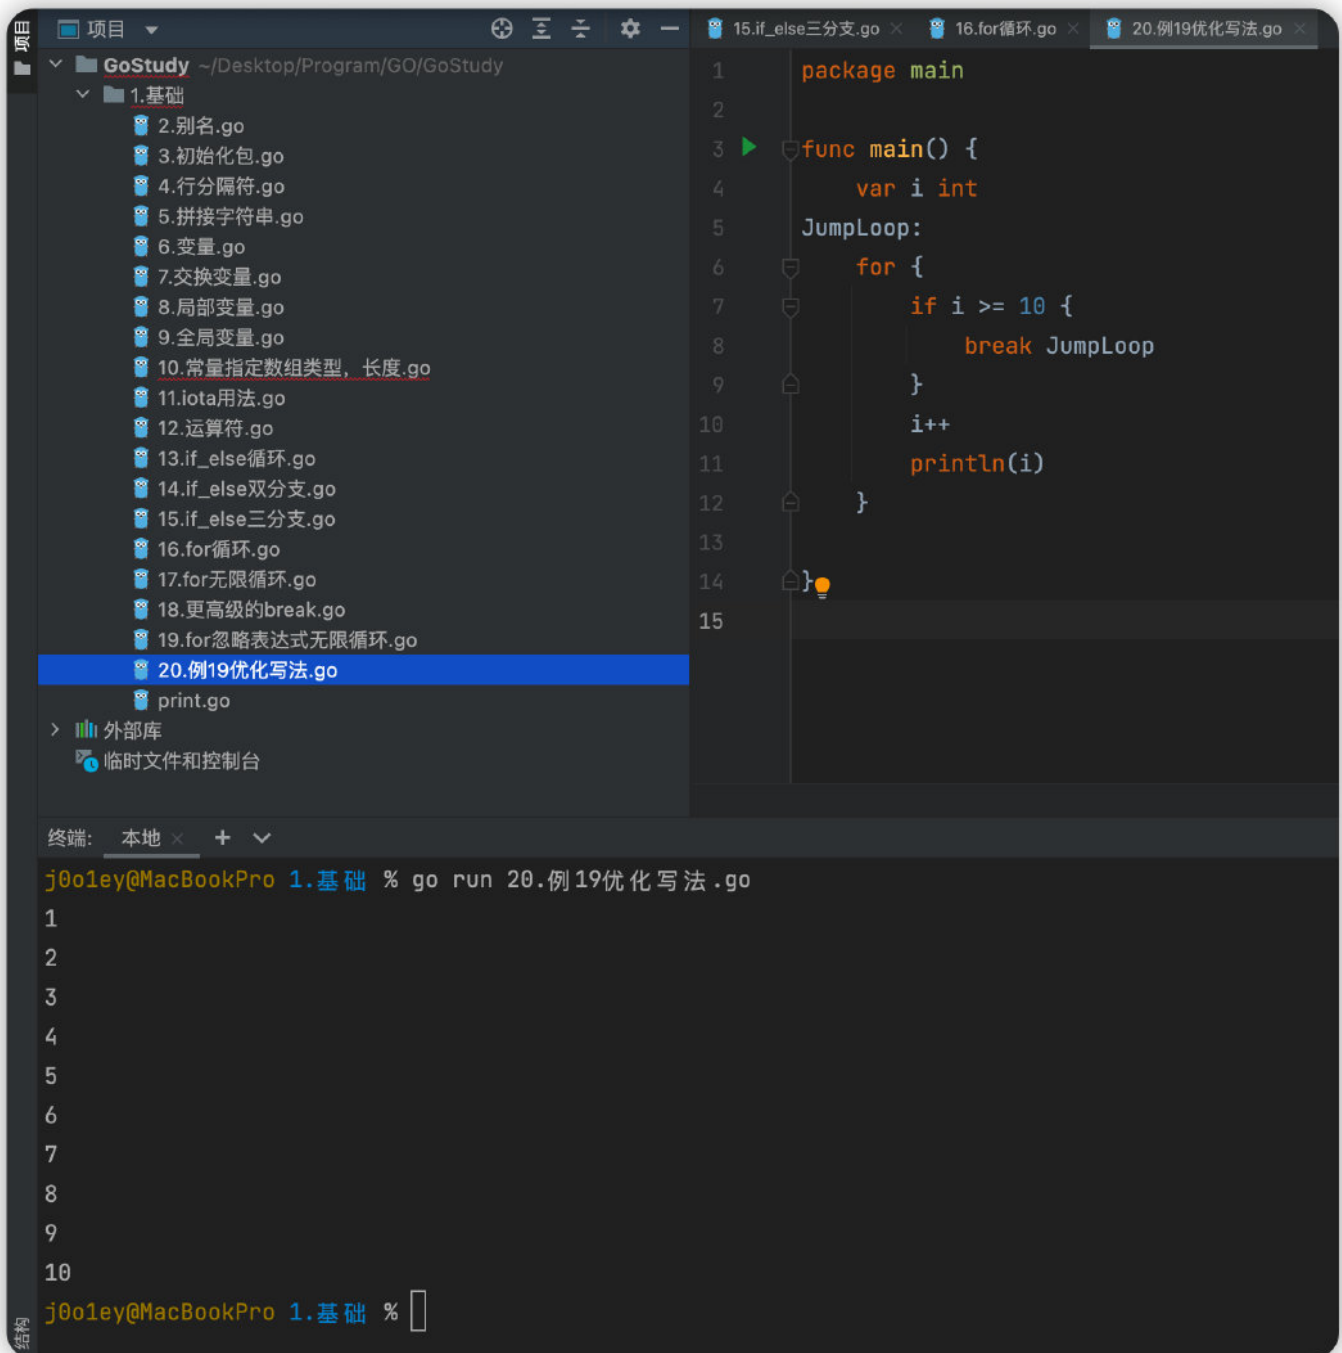 项目
项目
15.if_else三分支.go
16.for循环.go
20.例19优化写法.go
GoStudy ~/Desktop/Program/GO/GoStudy
1.基础
2.别名.go
3.初始化包.go
4.行分隔符.go
5.拼接字符串.go
6.变量.go
7.交换变量.go
8.局部变量.go
9.全局变量.go
10.常量指定数组类型，长度.go
11.iota用法.go
12.运算符.go
13.if_else循环.go
14.if_else双分支.go
15.if_else三分支.go
16.for循环.go
17.for无限循环.go
18.更高级的break.go
19.for忽略表达式无限循环.go
20.例19优化写法.go
print.go
外部库
临时文件和控制台
1 package main
2
3 func main() {
4 var i int
5 JumpLoop:
6 for {
7 if i >= 10 {
8 break JumpLoop
9 }
10 i++
11 println(i)
12 }
13
14 }
15
终端: 本地 × +
j0o1ey@MacBookPro 1.基础 % go run 20.例19优化写法.go
1
2
3
4
5
6
7
8
9
10
j0o1ey@MacBookPro 1.基础 %
结构